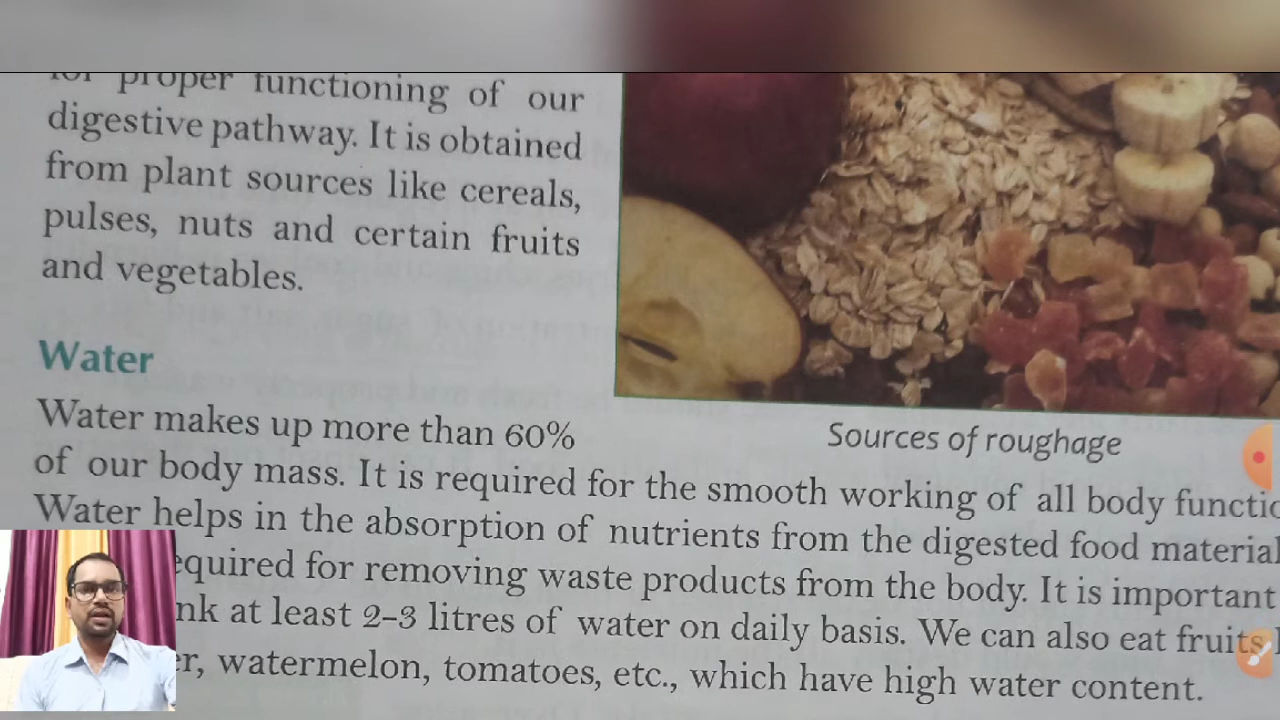 for proper functioning of our
digestive pathway. It is obtained
from plant sources like cereals,
pulses, nuts and certain fruits
and vegetables.
Water
Water makes up more than 60%
Sources of roughage
of our body mass. It is required for the smooth working of all body functio
Water helps in the absorption of nutrients from the digested food material
equired for removing waste products from the body. It is important
nk at least 2–3 litres of water on daily basis. We can also eat fruits
er, watermelon, tomatoes, etc., which have high water content.